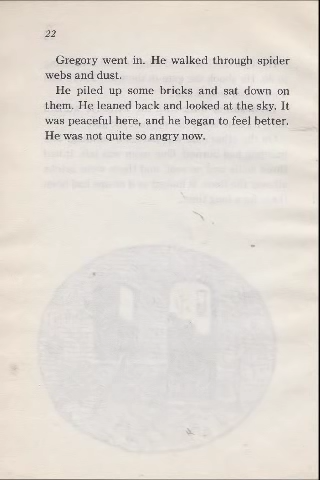 22
Gregory went in. He walked through spider
webs and dust.
He piled up some bricks and sat down on
them. He leaned back and looked at the sky. It
was peaceful here, and he began to feel better.
He was not quite so angry now.